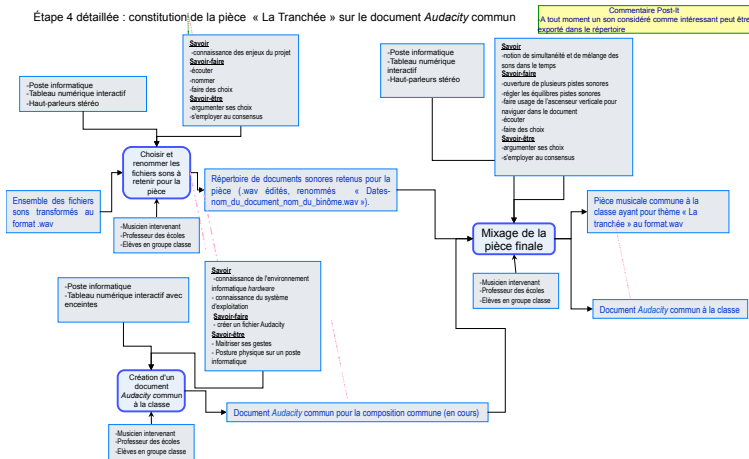 Étape 4 détaillée : constitution de la pièce « La Tranchée » sur le document Audacity commun
Commentaire Post-It
-A tout moment un son considéré comme intéressant peut être
exporté dans le répertoire
-Poste informatique
-Tableau numérique interactif
-Haut-parleurs stéréo
Savoir
-connaissance des enjeux du projet
Savoir-faire
-écouter
-nommer
-faire des choix
Savoir-être
-argumenter ses choix
-s'employer au consensus
-Poste informatique
-Tableau numérique
interactif
-Haut-parleurs stéréo
Savoir
-notion de simultanéité et de mélange des
sons dans le temps
Savoir-faire
-ouverture de plusieurs pistes sonores
-régler les équilibres pistes sonores
-faire usage de l'ascenseur verticale pour
naviguer dans le document
-écouter
-faire des choix
Savoir-être
-argumenter ses choix
-s'employer au consensus
Ensemble des fichiers
sons transformés au
format .wav
Choisir et
renommer les
fichiers sons à
retenir pour la
pièce
Répertoire de documents sonores retenus pour la
pièce (.wav édités, renommés « Dates-
nom_du_document_nom_du_binôme.wav »).
-Musicien intervenant
-Professeur des écoles
-Elèves en groupe classe
Mixage de la
pièce finale
Pièce musicale commune à la
classe ayant pour thème « La
tranchée » au format.wav
-Musicien intervenant
-Professeur des écoles
-Elèves en groupe classe
Document Audacity commun à la classe
-Poste informatique
-Tableau numérique interactif avec
enceintes
Savoir
-connaissance de l'environnement
informatique hardware
- connaissance du système
d'exploitation
Savoir-faire
- créer un fichier Audacity
Savoir-être
- Maitriser ses gestes
- Posture physique sur un poste
informatique
Création d'un
document
Audacity commun
à la classe
Document Audacity commun pour la composition commune (en cours)
-Musicien intervenant
-Professeur des écoles
-Elèves en groupe classe